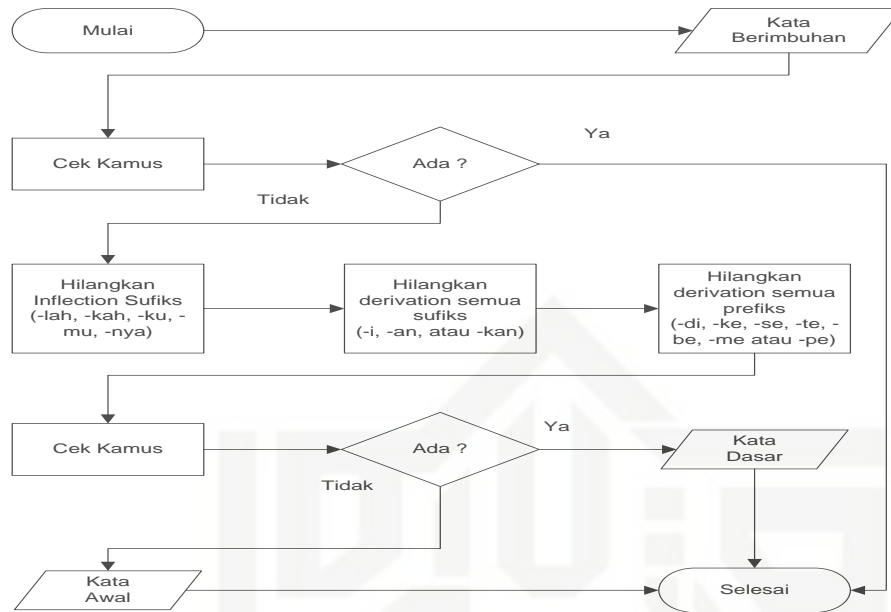 Mulai
Kata
Berimbuhan
Cek Kamus
Ada ?
Ya
Tidak
Hilangkan
Inflection Sufiks
(-lah, -kah, -ku, -
mu, -nya)
Hilangkan
derivation semua
sufiks
(-i, -an, atau -kan)
Hilangkan
derivation semua
prefiks
(-di, -ke, -se, -te, -
be, -me atau -pe)
Cek Kamus
Ada ?
Ya
Kata
Dasar
Tidak
Kata
Awal
Selesai